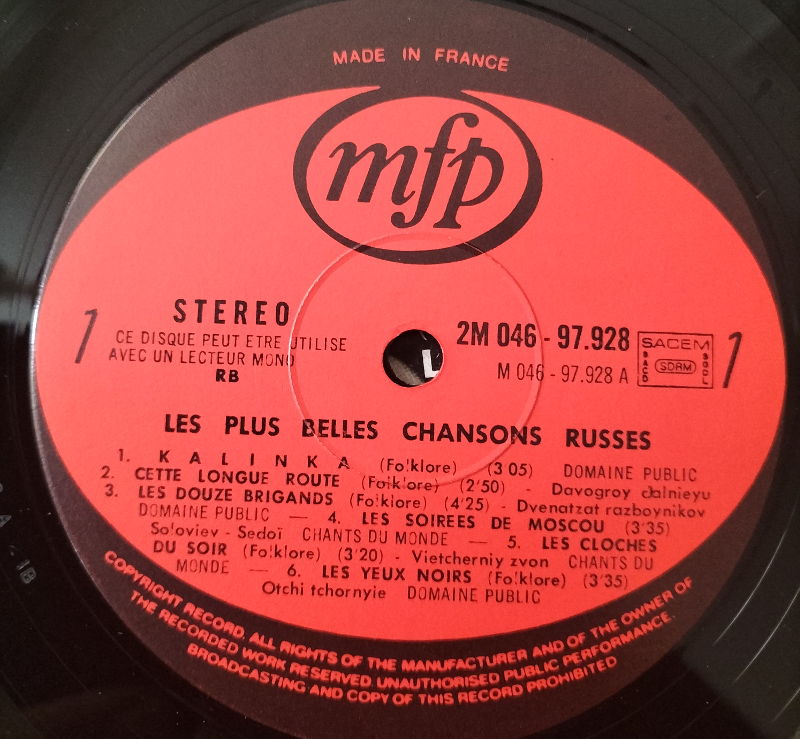 MADE IN FRANCE
mfp
1
STEREO
CE DISQUE PEUT ETRE UTILISE
AVEC UN LECTEUR MONO
RB
2M 046 - 97.928
M 046 - 97.928 A
SACEM
SACD
SDRM
SGDL
1
LES PLUS BELLES CHANSONS RUSSES
1. KALINKA (Folklore) (3 05) DOMAINE PUBLIC
2. CETTE LONGUE ROUTE (Folklore) (2'50) - Davogroy dalnieyu
3. LES DOUZE BRIGANDS (Folklore) (4'25) - Dvenatzat razboynikov
DOMAINE PUBLIC — 4. LES SOIREES DE MOSCOU (3'35)
Soloviev - Sedoï CHANTS DU MONDE — 5. LES CLOCHES
DU SOIR (Folklore) (3'20) - Vietcherniy zvon CHANTS DU
MONDE — 6. LES YEUX NOIRS (Folklore) (3'35)
Otchi tchornyie DOMAINE PUBLIC
COPYRIGHT RECORD. ALL RIGHTS OF THE MANUFACTURER AND OF THE OWNER OF
THE RECORDED WORK RESERVED UNAUTHORISED PUBLIC PERFORMANCE.
BROADCASTING AND COPY OF THIS RECORD PROHIBITED